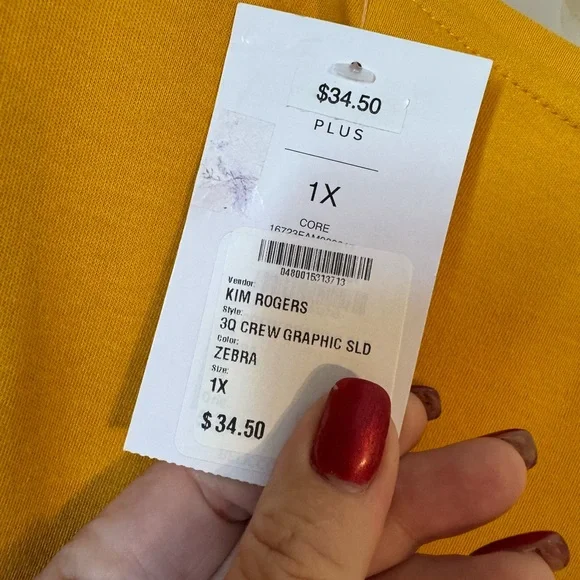 $34.50
PLUS
1X
CORE
0480016313713
Vendor:
KIM ROGERS
Style:
3Q CREW GRAPHIC SLD
Color:
ZEBRA
Size:
1X
$34.50